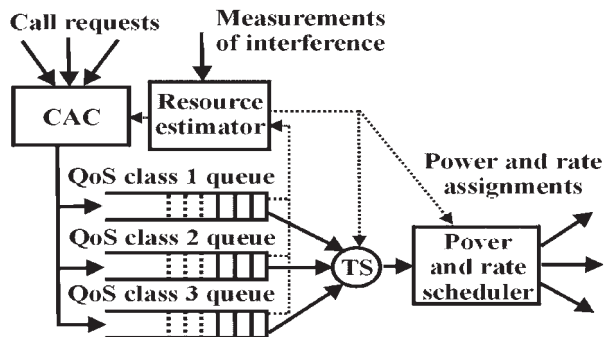 Call requests
Measurements
of interference
CAC
Resource
estimator
QoS class 1 queue
QoS class 2 queue
QoS class 3 queue
TS
Power and rate
assignments
Pover
and rate
scheduler